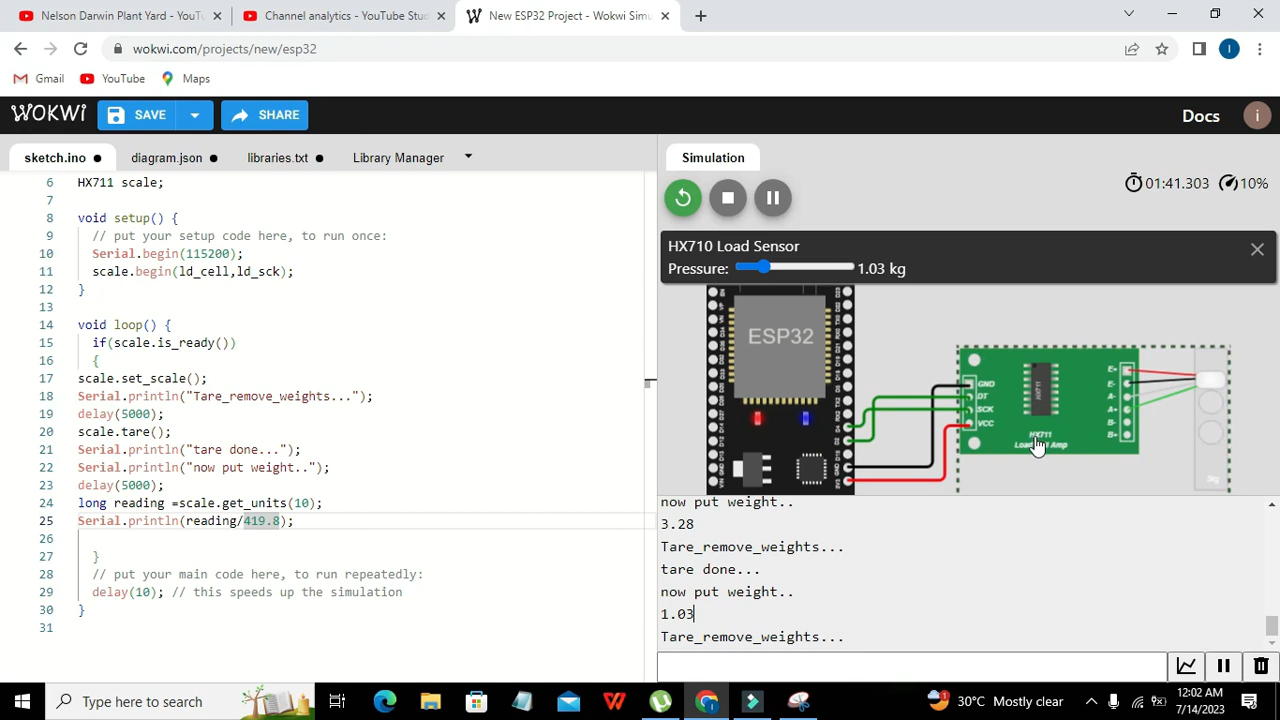 Nelson Darwin Plant Yard - YouT
Channel analytics - YouTube Stud
New ESP32 Project - Wokwi Simu
wokwi.com/projects/new/esp32
Gmail YouTube Maps
WOKWi SAVE SHARE Docs i
sketch.ino diagram.json libraries.txt Library Manager
Simulation
01:41.303 10%
HX710 Load Sensor
Pressure: 1.03 kg
6 HX711 scale;
7
8 void setup() {
9 // put your setup code here, to run once:
10 Serial.begin(115200);
11 scale.begin(ld_cell,ld_sck);
12 }
13
14 void loop() {
15 if(scale.is_ready())
16 {
17 scale.set_scale();
18 Serial.println("Tare_remove_weights...");
19 delay(5000);
20 scale.tare();
21 Serial.println("tare done...");
22 Serial.println("now put weight..");
23 delay(5000);
24 long reading =scale.get_units(10);
25 Serial.println(reading/419.8);
26
27 }
28 // put your main code here, to run repeatedly:
29 delay(10); // this speeds up the simulation
30 }
31
ESP32
GND
DT
SCK
VCC
HX711
E+
E-
A-
A+
B-
B+
now put weight..
3.28
Tare_remove_weights...
tare done...
now put weight..
1.03
Tare_remove_weights...
Type here to search
30°C Mostly clear
12:02 AM
7/14/2023